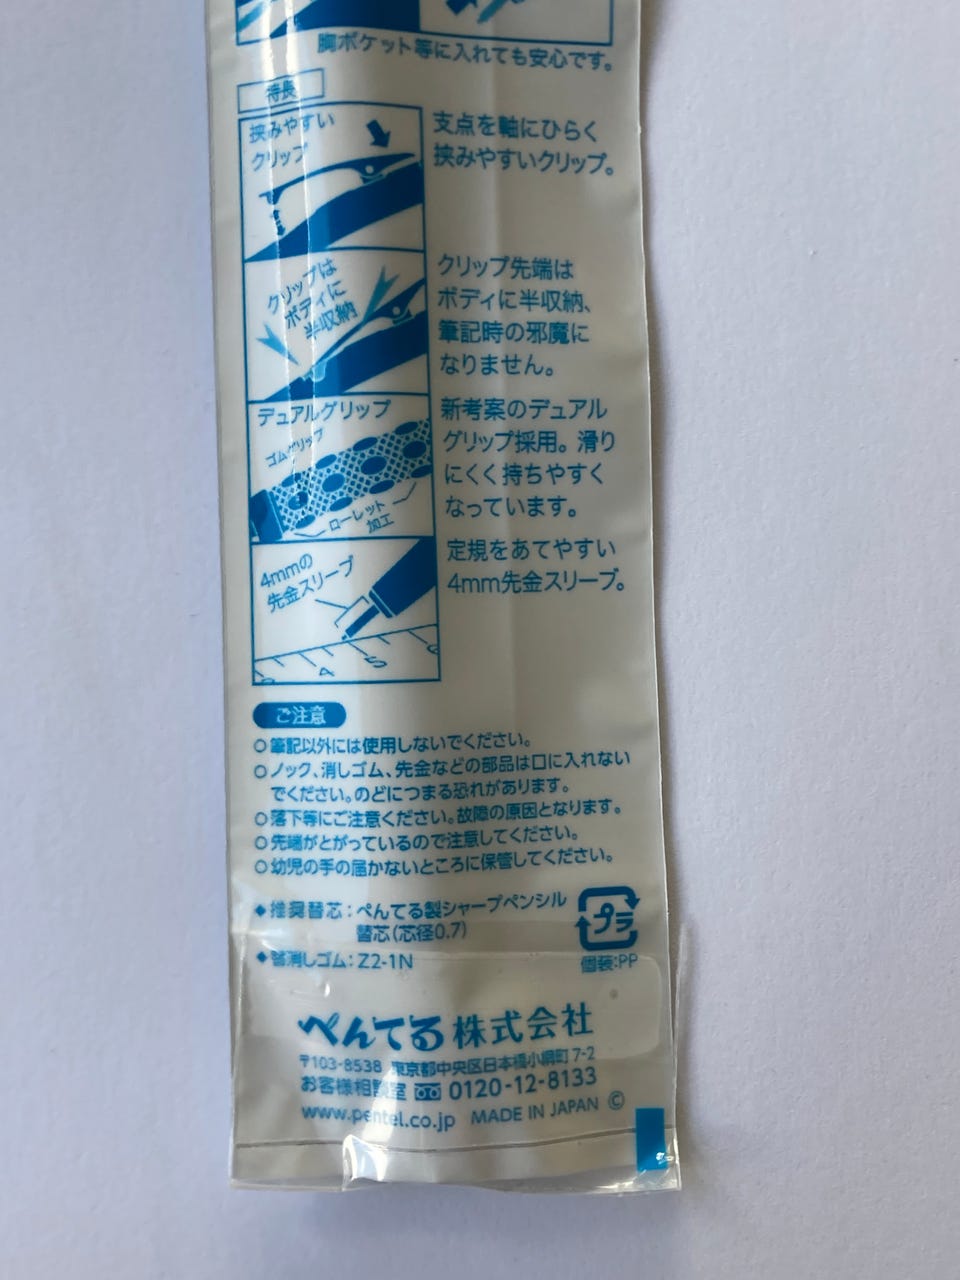 胸ポケット等に入れても安心です。
特長
挟みやすい
クリップ
支点を軸にひらく
挟みやすいクリップ。
クリップは
ボディに
半収納
クリップ先端は
ボディに半収納、
筆記時の邪魔に
なりません。
デュアルグリップ
ゴムグリップ
ローレット
加工
新考案のデュアル
グリップ採用。滑り
にくく持ちやすく
なっています。
4mmの
先金スリーブ
4
5
定規をあてやすい
4mm先金スリーブ。
ご注意
○筆記以外には使用しないでください。
○ノック、消しゴム、先金などの部品は口に入れない
でください。のどにつまる恐れがあります。
○落下等にご注意ください。故障の原因となります。
○先端がとがっているので注意してください。
○幼児の手の届かないところに保管してください。
◆推奨替芯：ぺんてる製シャープペンシル
替芯（芯径0.7）
◆替消しゴム：Z2-1N
プラ
個装:PP
ぺんてる株式会社
〒103-8538 東京都中央区日本橋小網町7-2
お客様相談室 0120-12-8133
www.pentel.co.jp MADE IN JAPAN ©